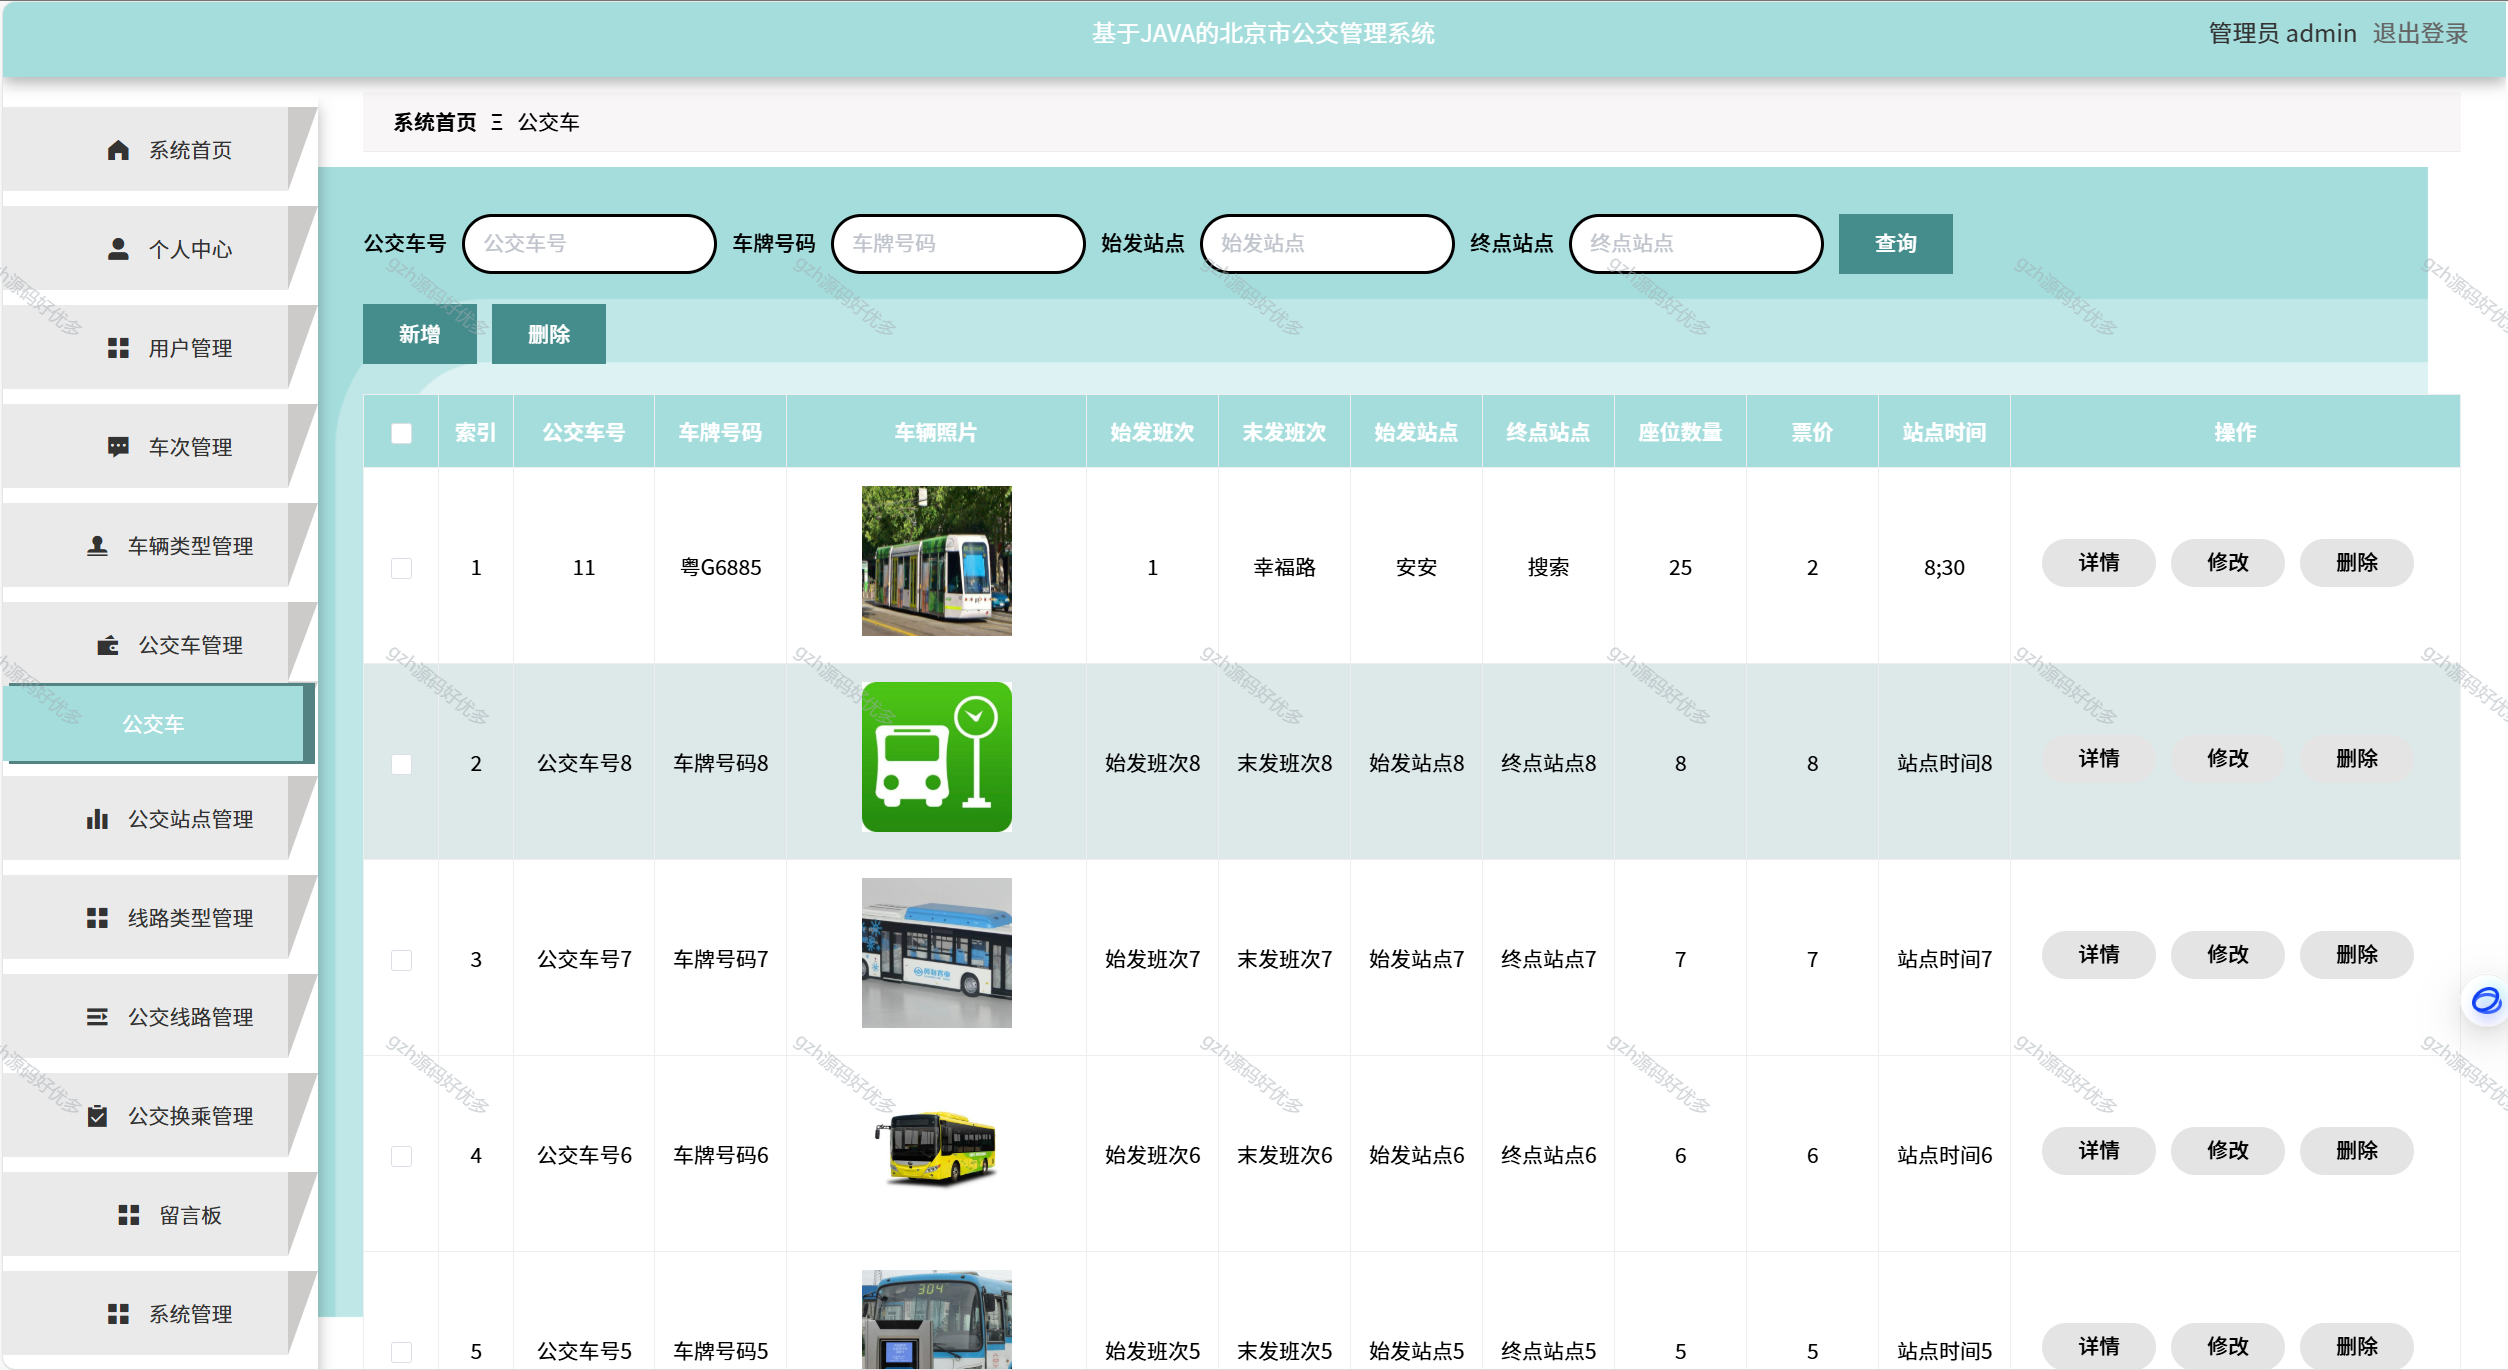 基于JAVA的北京市公交管理系统
管理员 admin 退出登录
系统首页 Ξ 公交车
系统首页
个人中心
用户管理
车次管理
车辆类型管理
公交车管理
公交车
公交站点管理
线路类型管理
公交线路管理
公交换乘管理
留言板
系统管理
公交车号 公交车号 车牌号码 车牌号码 始发站点 始发站点 终点站点 终点站点 查询
新增 删除
索引 公交车号 车牌号码 车辆照片 始发班次 末发班次 始发站点 终点站点 座位数量 票价 站点时间 操作
1 11 粤G6885 1 幸福路 安安 搜索 25 2 8;30 详情 修改 删除
2 公交车号8 车牌号码8 始发班次8 末发班次8 始发站点8 终点站点8 8 8 站点时间8 详情 修改 删除
3 公交车号7 车牌号码7 始发班次7 末发班次7 始发站点7 终点站点7 7 7 站点时间7 详情 修改 删除
4 公交车号6 车牌号码6 始发班次6 末发班次6 始发站点6 终点站点6 6 6 站点时间6 详情 修改 删除
304
5 公交车号5 车牌号码5 始发班次5 末发班次5 始发站点5 终点站点5 5 5 站点时间5 详情 修改 删除
gzh源码好优多